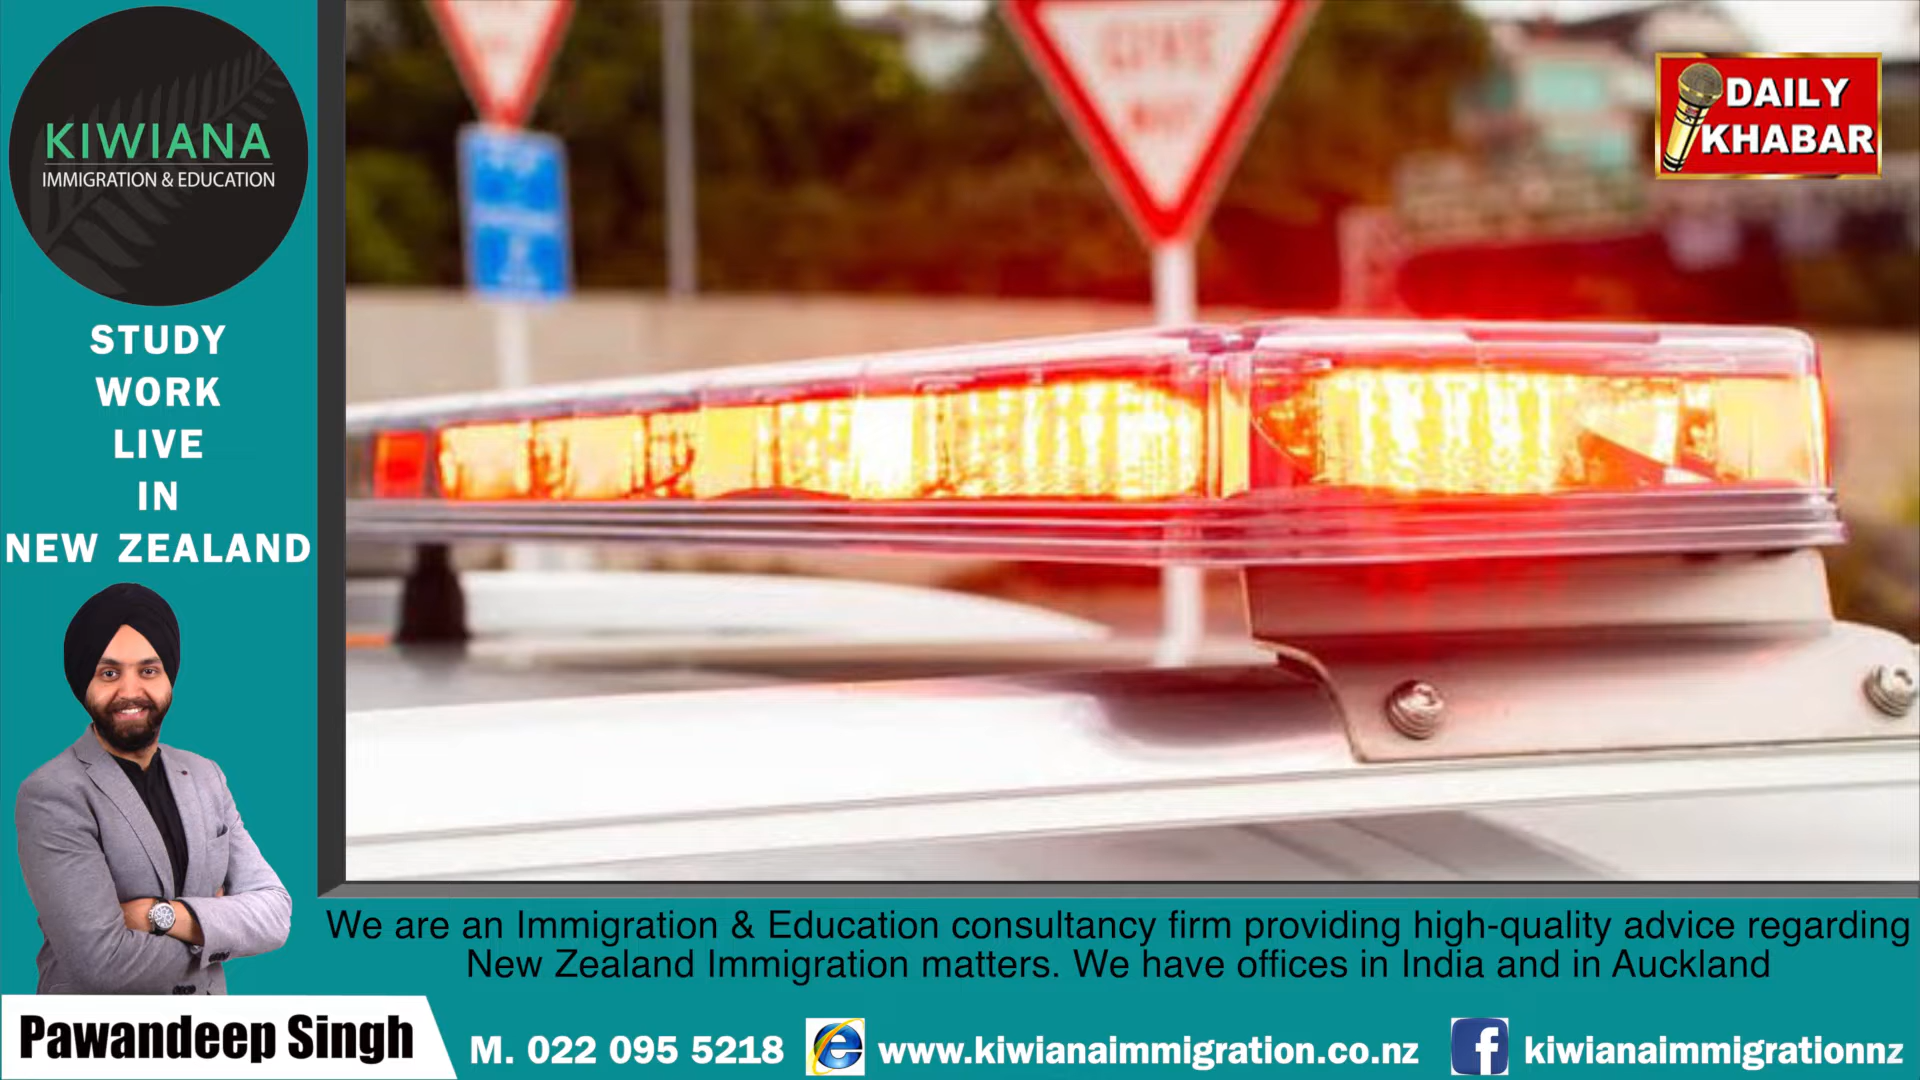 KIWIANA
IMMIGRATION & EDUCATION
STUDY
WORK
LIVE
IN
NEW ZEALAND
GIVE
DAILY
KHABAR
We are an Immigration & Education consultancy firm providing high-quality advice regarding
New Zealand Immigration matters. We have offices in India and in Auckland
Pawandeep Singh
M. 022 095 5218
www.kiwianaimmigration.co.nz
kiwianaimmigrationnz